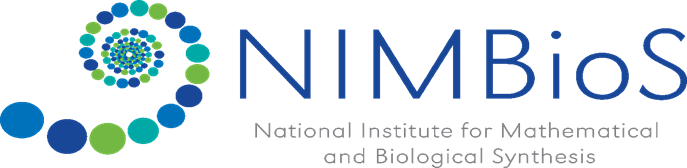 NIMBioS
National Institute for Mathematical
and Biological Synthesis